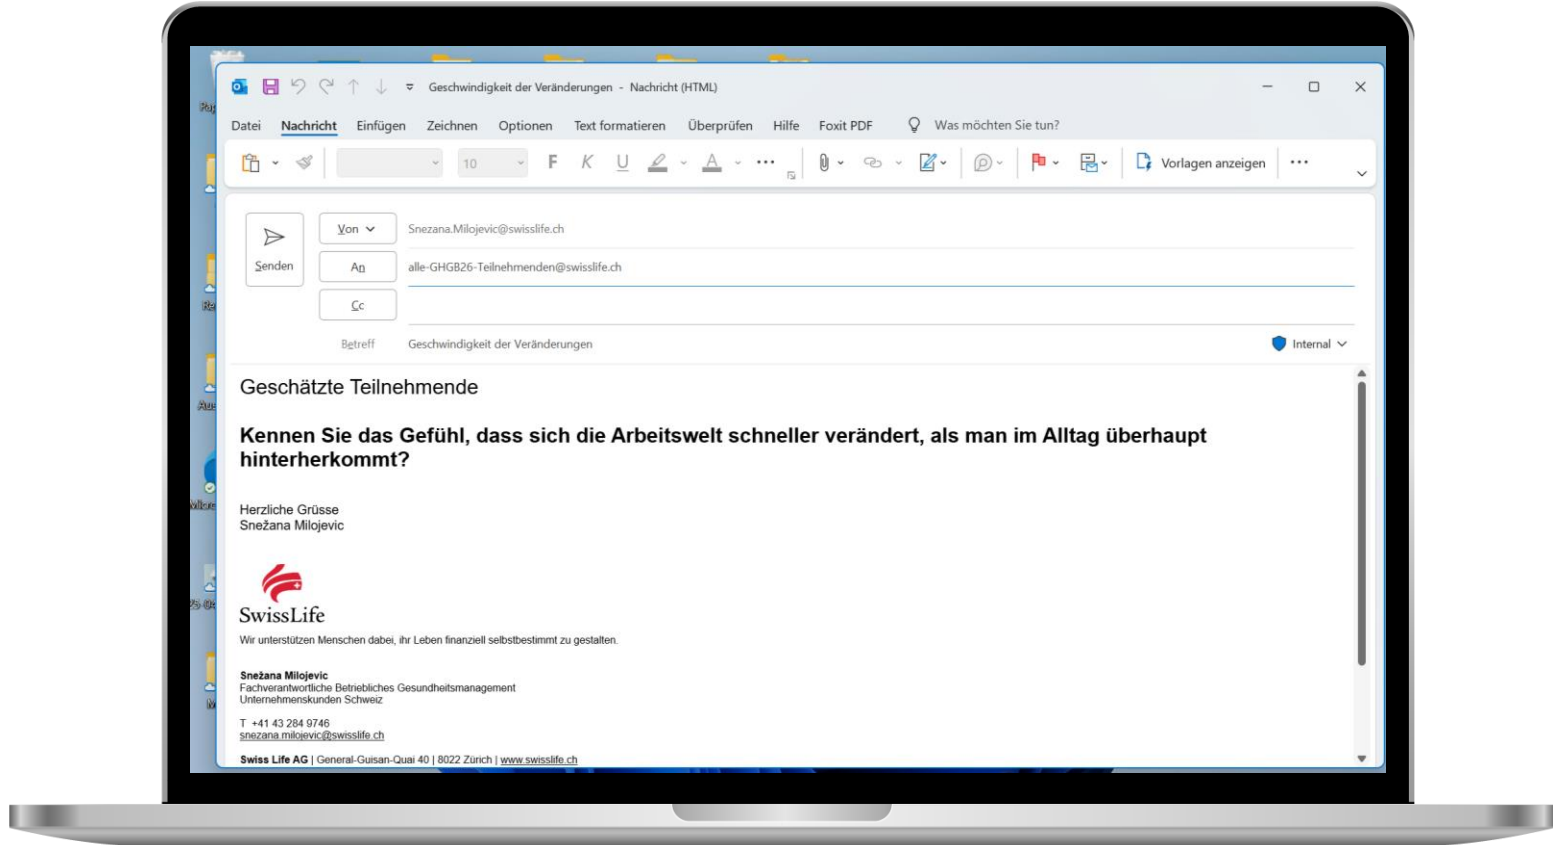 Geschwindigkeit der Veränderungen - Nachricht (HTML)
Datei Nachricht Einfügen Zeichnen Optionen Text formatieren Überprüfen Hilfe Foxit PDF Was möchten Sie tun?
10 F K U A Vorlagen anzeigen
Von Snezana.Milojevic@swisslife.ch
Senden An alle-GHGB26-Teilnehmenden@swisslife.ch
Cc
Betreff Geschwindigkeit der Veränderungen Internal
Geschätzte Teilnehmende
Kennen Sie das Gefühl, dass sich die Arbeitswelt schneller verändert, als man im Alltag überhaupt
hinterherkommt?
Herzliche Grüsse
Snežana Milojevic
SwissLife
Wir unterstützen Menschen dabei, ihr Leben finanziell selbstbestimmt zu gestalten.
Snežana Milojevic
Fachverantwortliche Betriebliches Gesundheitsmanagement
Unternehmenskunden Schweiz
T +41 43 284 9746
snezana.milojevic@swisslife.ch
Swiss Life AG | General-Guisan-Quai 40 | 8022 Zürich | www.swisslife.ch